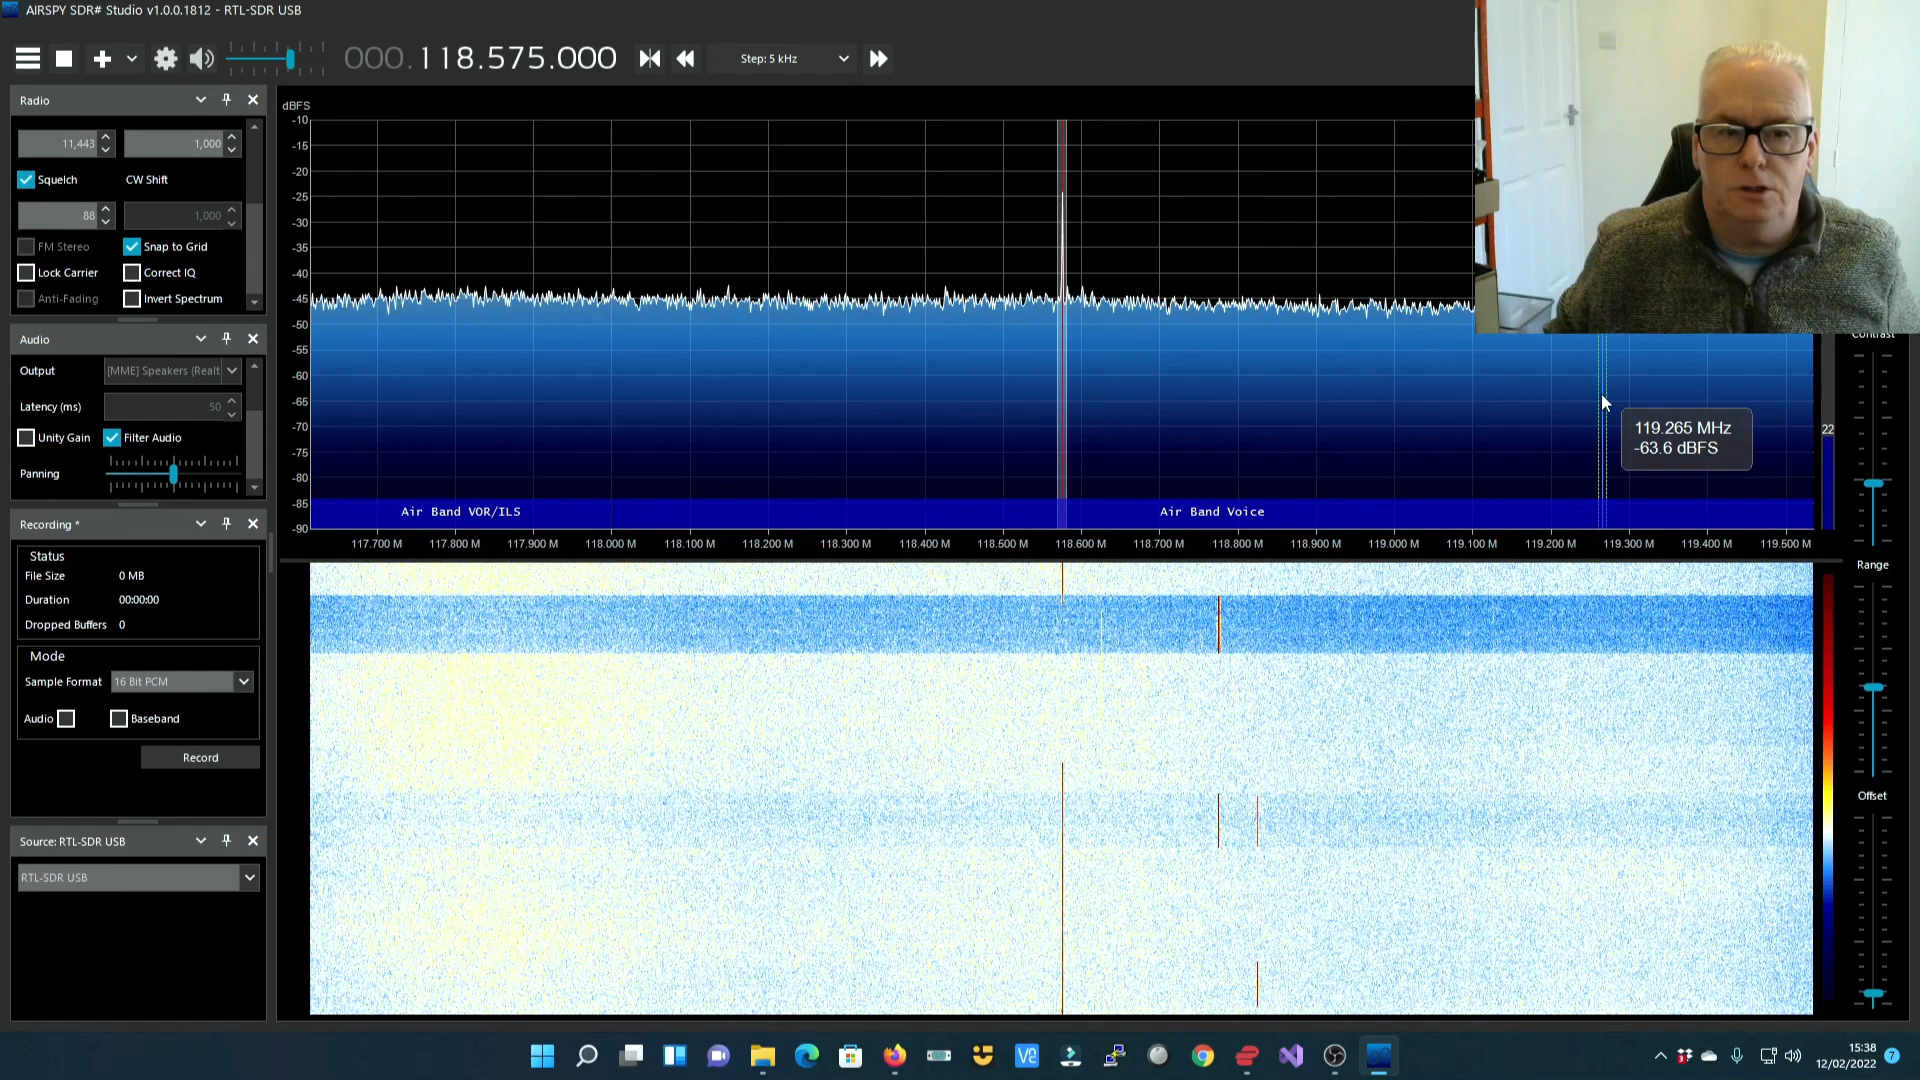 AIRSPY SDR# Studio v1.0.0.1812 - RTL-SDR USB
000.118.575.000
Step: 5 kHz
Radio
11,443
1,000
Squelch
CW Shift
88
1,000
FM Stereo
Snap to Grid
Lock Carrier
Correct IQ
Anti-Fading
Invert Spectrum
Audio
Output
[MME] Speakers (Realt
Latency (ms)
50
Unity Gain
Filter Audio
Panning
Recording *
Status
File Size 0 MB
Duration 00:00:00
Dropped Buffers 0
Mode
Sample Format 16 Bit PCM
Audio
Baseband
Record
Source: RTL-SDR USB
RTL-SDR USB
dBFS
-10
-15
-20
-25
-30
-35
-40
-45
-50
-55
-60
-65
-70
-75
-80
-85
-90
Air Band VOR/ILS
Air Band Voice
117.700 M
117.800 M
117.900 M
118.000 M
118.100 M
118.200 M
118.300 M
118.400 M
118.500 M
118.600 M
118.700 M
118.800 M
118.900 M
119.000 M
119.100 M
119.200 M
119.300 M
119.400 M
119.500 M
119.265 MHz
-63.6 dBFS
22
Contrast
Range
Offset
15:38
12/02/2022
7